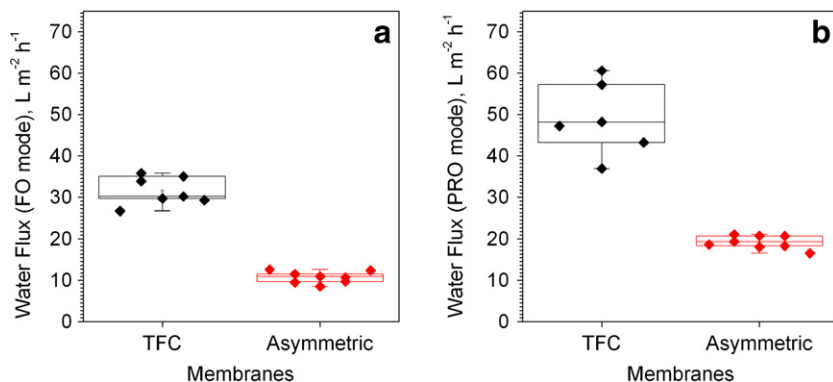 a
Water Flux (FO mode), L m⁻² h⁻¹
70
60
50
40
30
20
10
0
TFC Asymmetric
Membranes
b
Water Flux (PRO mode), L m⁻² h⁻¹
70
60
50
40
30
20
10
0
TFC Asymmetric
Membranes